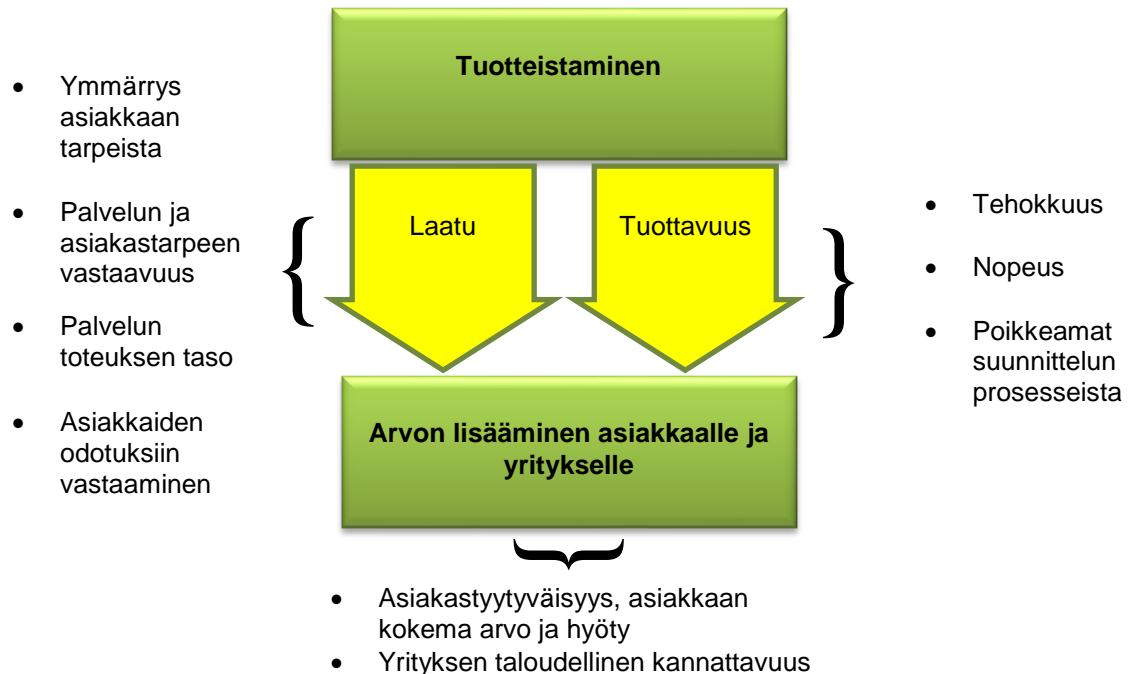 Tuotteistaminen
• Ymmärrys
asiakkaan
tarpeista
• Palvelun ja
asiakastarpeen
vastaavuus
• Palvelun
toteuksen taso
• Asiakkaiden
odotuksiin
vastaaminen
{
Laatu
Tuottavuus
}
• Tehokkuus
• Nopeus
• Poikkeamat
suunnittelun
prosesseista
Arvon lisääminen asiakkaalle ja
yritykselle
• Asiakastyytyväisyys, asiakkaan
kokema arvo ja hyöty
• Yrityksen taloudellinen kannattavuus